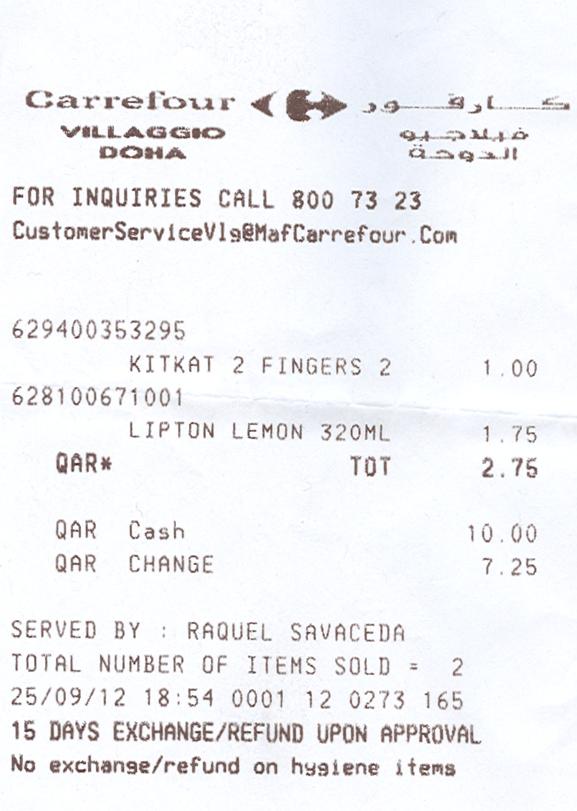 Carrefour كارفور
VILLAGGIO فيلاجيو
DOHA الدوحة
FOR INQUIRIES CALL 800 73 23
CustomerServiceVlg@MafCarrefour.Com
629400353295
KITKAT 2 FINGERS 2 1.00
628100671001
LIPTON LEMON 320ML 1.75
QAR* TOT 2.75
QAR Cash 10.00
QAR CHANGE 7.25
SERVED BY : RAQUEL SAVACEDA
TOTAL NUMBER OF ITEMS SOLD = 2
25/09/12 18:54 0001 12 0273 165
15 DAYS EXCHANGE/REFUND UPON APPROVAL
No exchange/refund on hygiene items